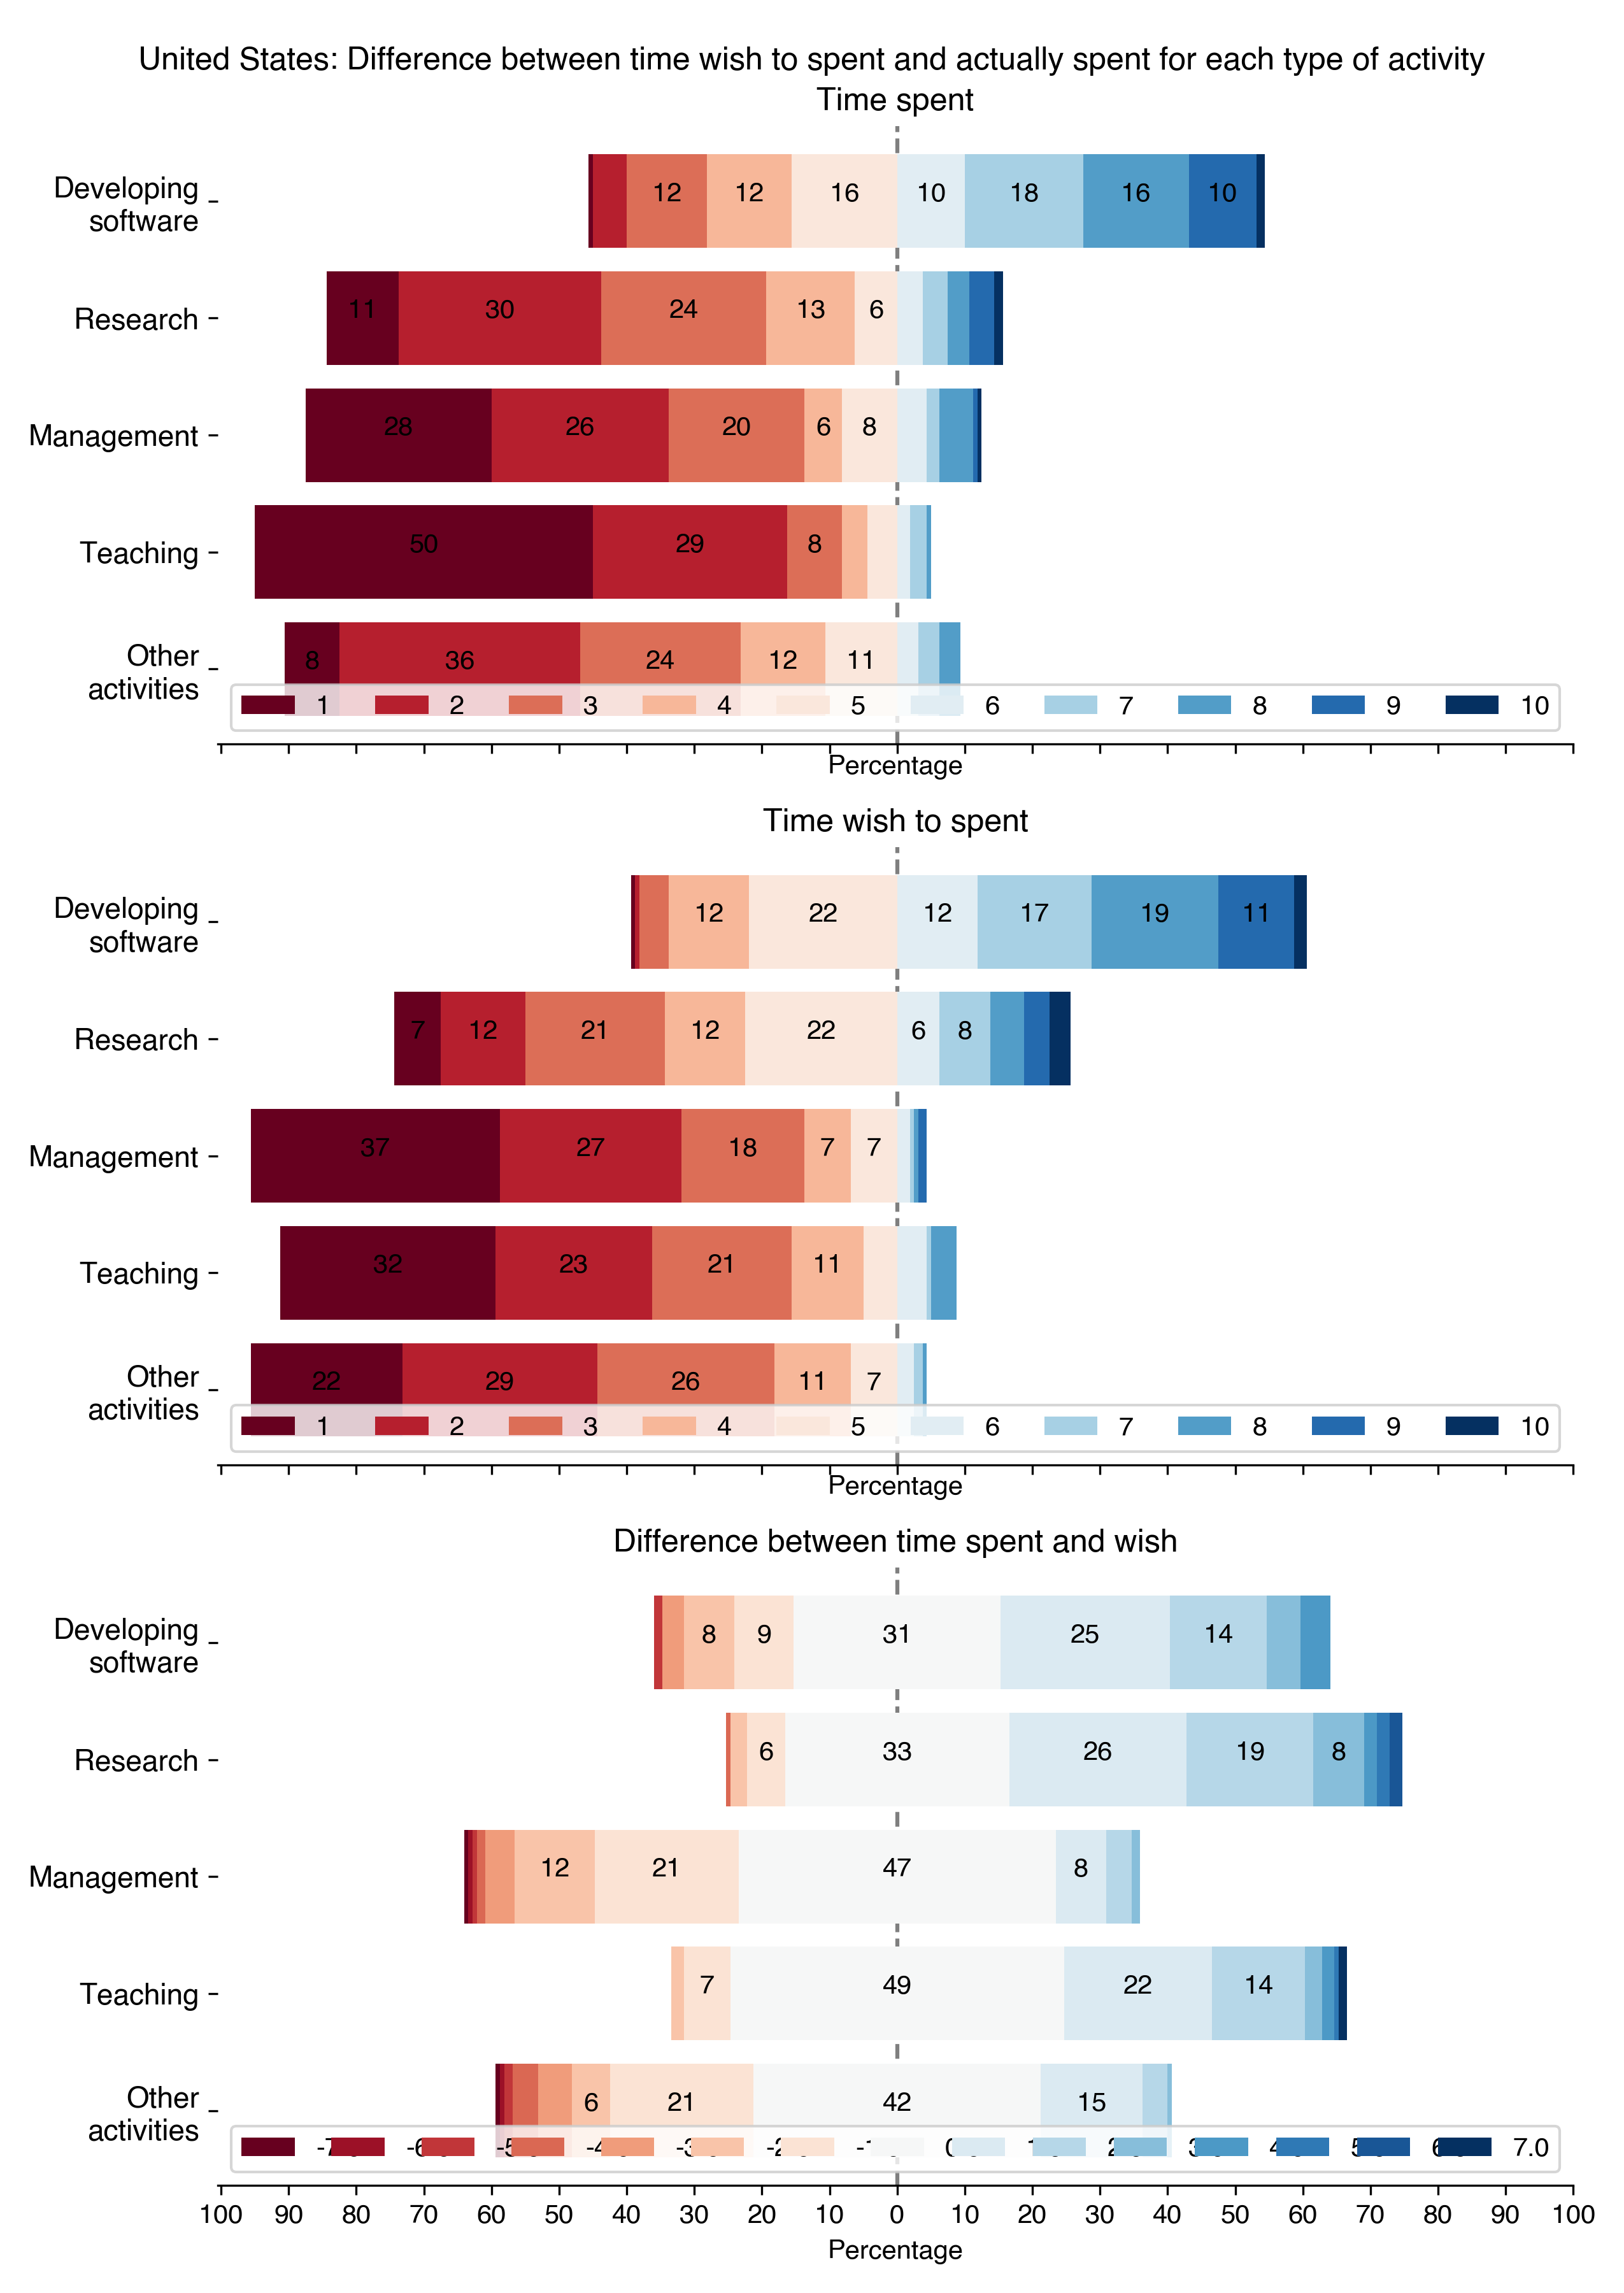 United States: Difference between time wish to spent and actually spent for each type of activity
Time spent
Developing
software
12 12 16 10 18 16 10
Research
11 30 24 13 6
Management
28 26 20 6 8
Teaching
50 29 8
Other
activities
8 36 24 12 11
1 2 3 4 5 6 7 8 9 10
Percentage
Time wish to spent
Developing
software
12 22 12 17 19 11
Research
7 12 21 12 22 6 8
Management
37 27 18 7 7
Teaching
32 23 21 11
Other
activities
22 29 26 11 7
1 2 3 4 5 6 7 8 9 10
Percentage
Difference between time spent and wish
Developing
software
8 9 31 25 14
Research
6 33 26 19 8
Management
12 21 47 8
Teaching
7 49 22 14
Other
activities
6 21 42 15
7.0
100 90 80 70 60 50 40 30 20 10 0 10 20 30 40 50 60 70 80 90 100
Percentage